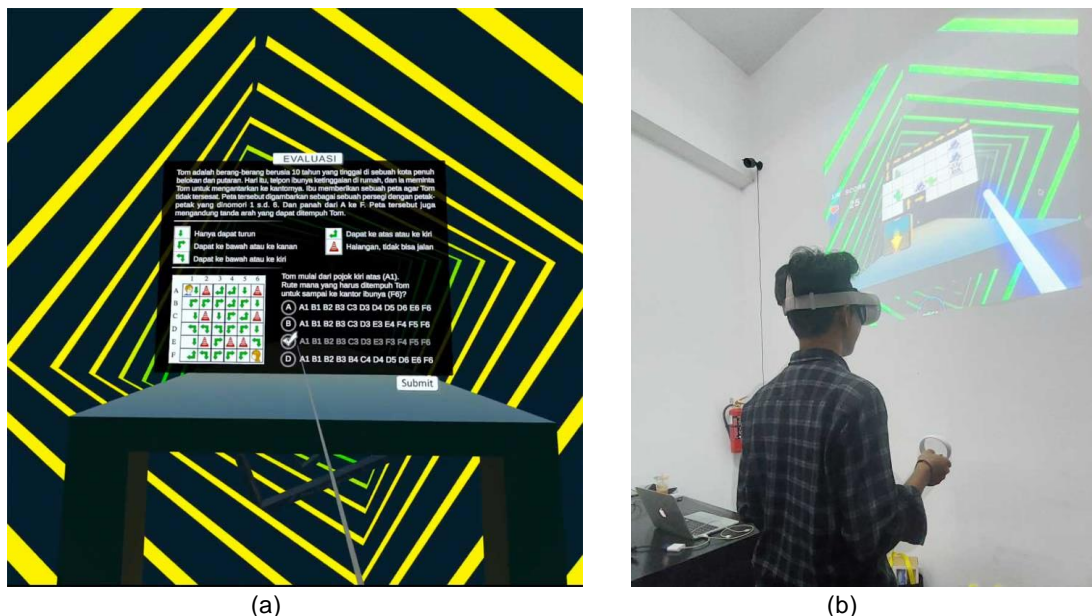 EVALUASI
Tom adalah berang-berang berusia 10 tahun yang tinggal di sebuah kota penuh
belokan dan putaran. Hari itu, telpon ibunya ketinggalan di rumah, dan ia meminta
Tom untuk mengantarkan ke kantornya. Ibu memberikan sebuah peta agar Tom
tidak tersesat. Peta tersebut digambarkan sebagai sebuah persegi dengan petak-
petak yang dinomori 1 s.d. 6. Dan panah dari A ke F. Peta tersebut juga
mengandung tanda arah yang dapat ditempuh Tom.
Hanya dapat turun
Dapat ke atas atau ke kiri
Dapat ke bawah atau ke kanan
Halangan, tidak bisa jalan
Dapat ke bawah atau ke kiri
1 2 3 4 5 6
A
B
C
D
E
F
Tom mulai dari pojok kiri atas (A1).
Rute mana yang harus ditempuh Tom
untuk sampai ke kantor ibunya (F6)?
A A1 B1 B2 B3 C3 D3 D4 D5 D6 E6 F6
B A1 B1 B2 B3 C3 D3 E3 E4 F4 F5 F6
A1 B1 B2 B3 C3 D3 E3 F3 F4 F5 F6
D A1 B1 B2 B3 B4 C4 D4 D5 D6 E6 F6
Submit
SCORE
25
(a)
(b)